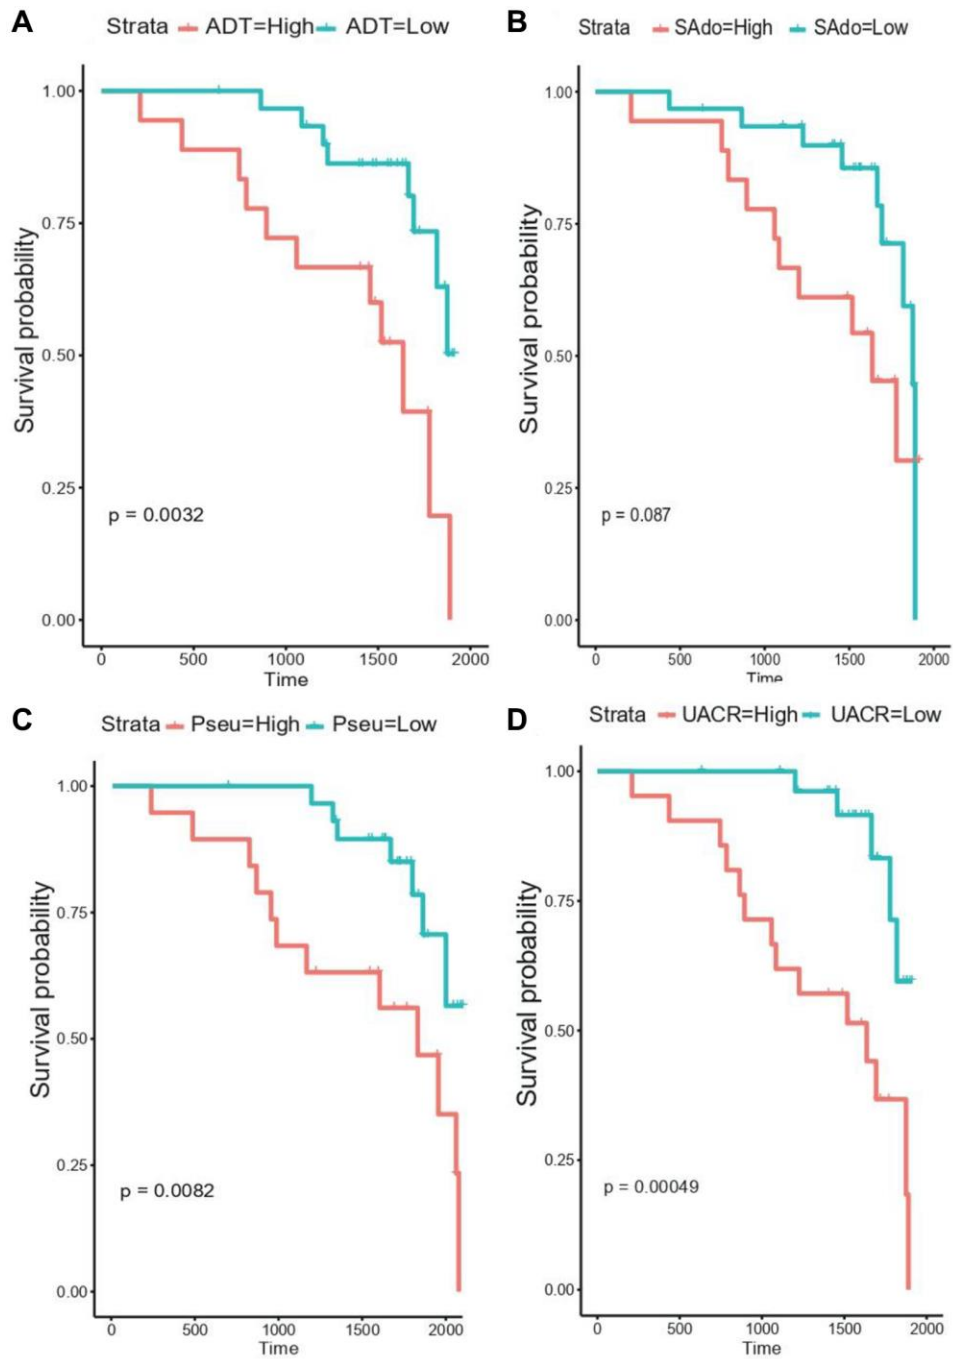 A
Strata ADT=High ADT=Low
1.00
0.75
0.50
0.25
0.00
Survival probability
p = 0.0032
0 500 1000 1500 2000
Time
B
Strata SAdo=High SAdo=Low
1.00
0.75
0.50
0.25
0.00
Survival probability
p = 0.087
0 500 1000 1500 2000
Time
C
Strata Pseu=High Pseu=Low
1.00
0.75
0.50
0.25
0.00
Survival probability
p = 0.0082
0 500 1000 1500 2000
Time
D
Strata UACR=High UACR=Low
1.00
0.75
0.50
0.25
0.00
Survival probability
p = 0.00049
0 500 1000 1500 2000
Time